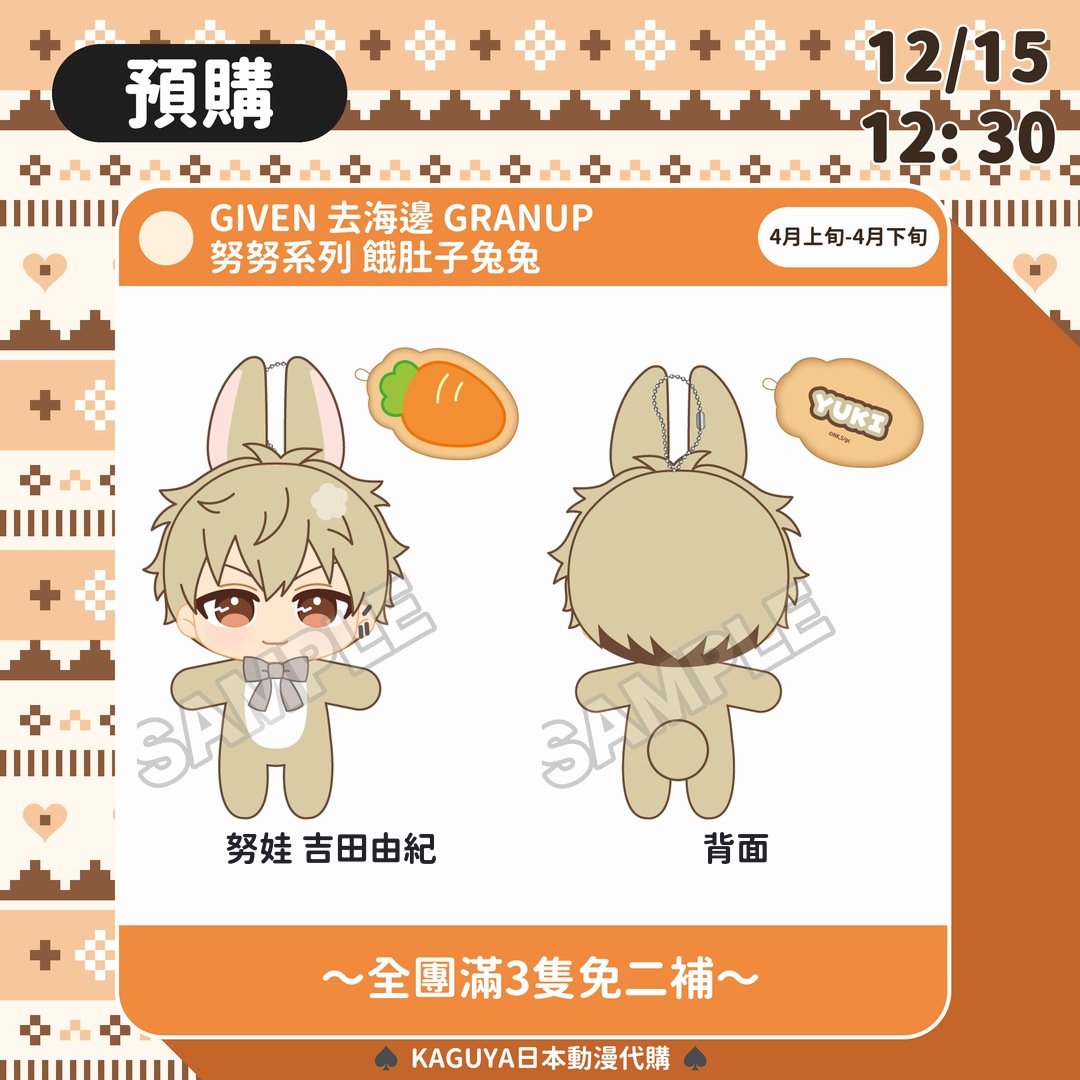 預購
12/15
12: 30
GIVEN 去海邊 GRANUP
努努系列 餓肚子兔兔
4月上旬-4月下旬
YUKI
©NKS/gc
SAMPLE
SAMPLE
努娃 吉田由紀
背面
～全團滿3隻免二補～
♠ KAGUYA日本動漫代購 ♠